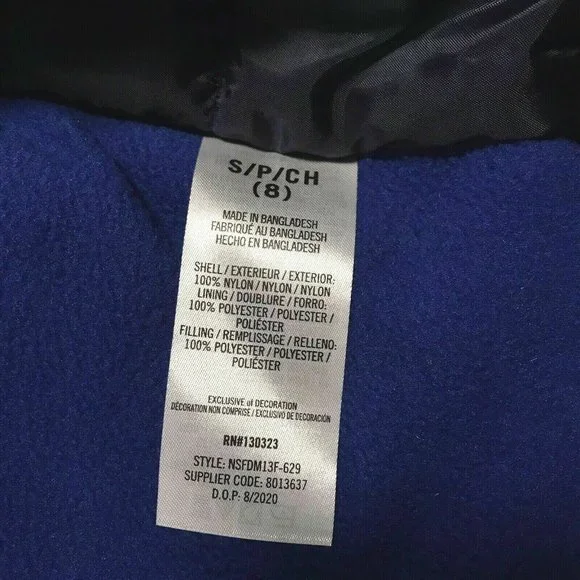 S/P/CH
(8)
MADE IN BANGLADESH
FABRIQUÉ AU BANGLADESH
HECHO EN BANGLADESH
SHELL / EXTERIEUR / EXTERIOR:
100% NYLON / NYLON / NYLON
LINING / DOUBLURE / FORRO:
100% POLYESTER / POLYESTER /
POLIÉSTER
FILLING / REMPLISSAGE / RELLENO:
100% POLYESTER / POLYESTER /
POLIÉSTER
EXCLUSIVE of DECORATION
DÉCORATION NON COMPRISE / EXCLUSIVO DE DECORACIÓN
RN#130323
STYLE: NSFDM13F-629
SUPPLIER CODE: 8013637
D.O.P: 8/2020